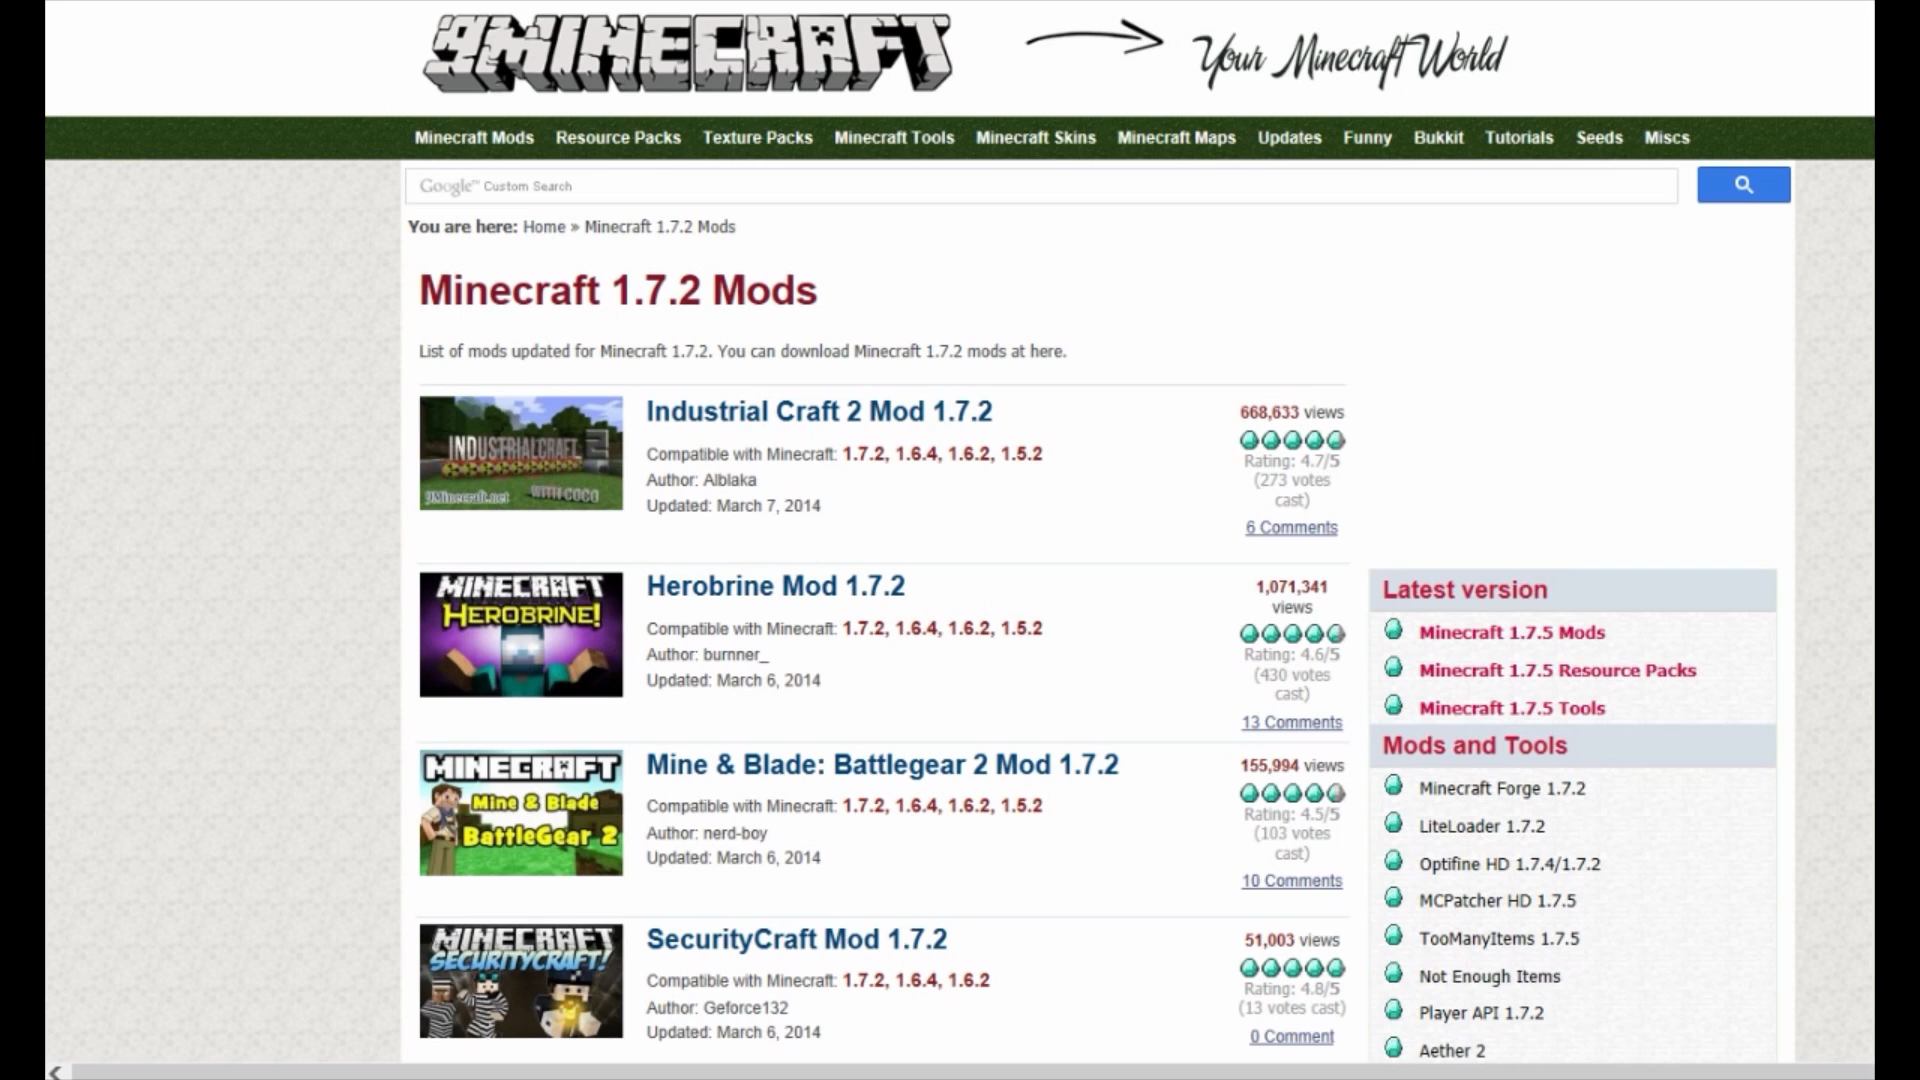 9MINECRAFT
Your Minecraft World
Minecraft Mods Resource Packs Texture Packs Minecraft Tools Minecraft Skins Minecraft Maps Updates Funny Bukkit Tutorials Seeds Miscs
Google™ Custom Search
You are here: Home » Minecraft 1.7.2 Mods
Minecraft 1.7.2 Mods
List of mods updated for Minecraft 1.7.2. You can download Minecraft 1.7.2 mods at here.
INDUSTRIALCRAFT 2
9Minecraft.net
WITH COCO
Industrial Craft 2 Mod 1.7.2
Compatible with Minecraft: 1.7.2, 1.6.4, 1.6.2, 1.5.2
Author: Alblaka
Updated: March 7, 2014
668,633 views
Rating: 4.7/5
(273 votes
cast)
6 Comments
MINECRAFT
HEROBRINE!
Herobrine Mod 1.7.2
Compatible with Minecraft: 1.7.2, 1.6.4, 1.6.2, 1.5.2
Author: burnner_
Updated: March 6, 2014
1,071,341
views
Rating: 4.6/5
(430 votes
cast)
13 Comments
MINECRAFT
Mine & Blade
BattleGear 2
Mine & Blade: Battlegear 2 Mod 1.7.2
Compatible with Minecraft: 1.7.2, 1.6.4, 1.6.2, 1.5.2
Author: nerd-boy
Updated: March 6, 2014
155,994 views
Rating: 4.5/5
(103 votes
cast)
10 Comments
MINECRAFT
SECURITYCRAFT!
SecurityCraft Mod 1.7.2
Compatible with Minecraft: 1.7.2, 1.6.4, 1.6.2
Author: Geforce132
Updated: March 6, 2014
51,003 views
Rating: 4.8/5
(13 votes cast)
0 Comment
Latest version
Minecraft 1.7.5 Mods
Minecraft 1.7.5 Resource Packs
Minecraft 1.7.5 Tools
Mods and Tools
Minecraft Forge 1.7.2
LiteLoader 1.7.2
Optifine HD 1.7.4/1.7.2
MCPatcher HD 1.7.5
TooManyItems 1.7.5
Not Enough Items
Player API 1.7.2
Aether 2